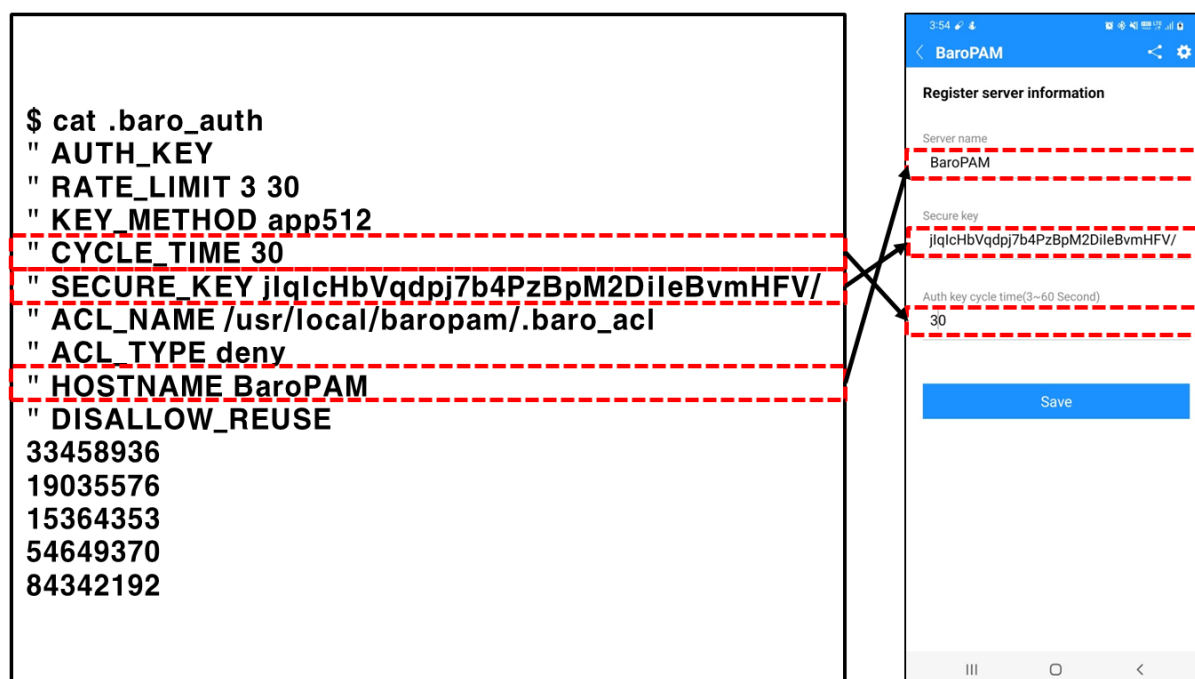 $ cat .baro_auth
" AUTH_KEY
" RATE_LIMIT 3 30
" KEY_METHOD app512
" CYCLE_TIME 30
" SECURE_KEY jIqIcHbVqdpj7b4PzBpM2DiIeBvmHFV/
" ACL_NAME /usr/local/baropam/.baro_acl
" ACL_TYPE deny
" HOSTNAME BaroPAM
" DISALLOW_REUSE
33458936
19035576
15364353
54649370
84342192
3:54
BaroPAM
Register server information
Server name
BaroPAM
Secure key
jIqIcHbVqdpj7b4PzBpM2DiIeBvmHFV/
Auth key cycle time(3~60 Second)
30
Save